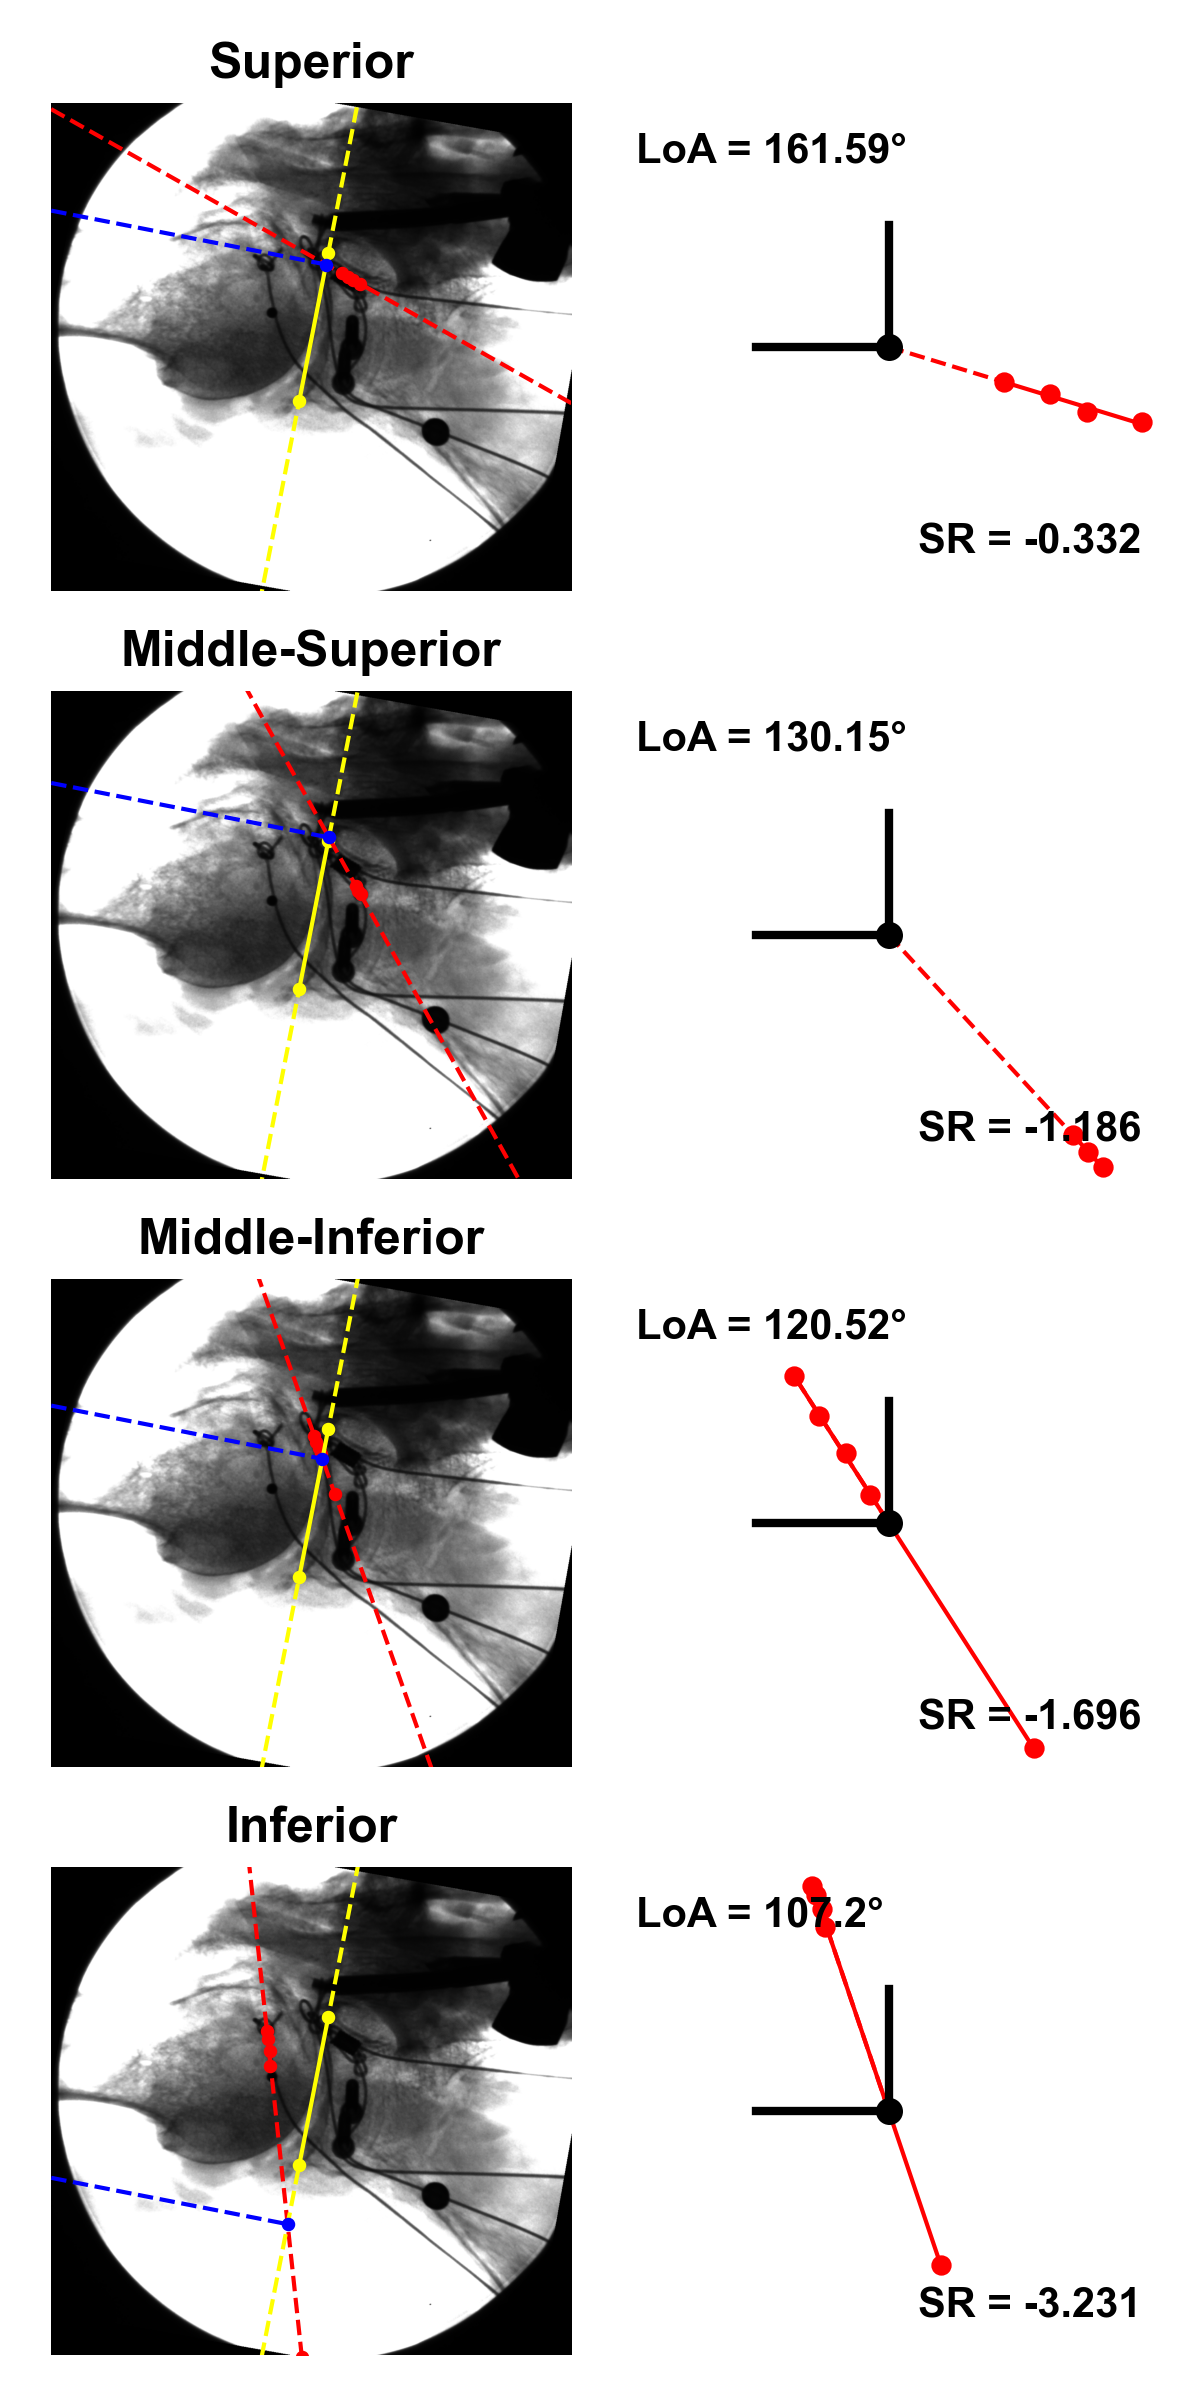 Superior
LoA = 161.59°
SR = -0.332
Middle-Superior
LoA = 130.15°
SR = -1.186
Middle-Inferior
LoA = 120.52°
SR = -1.696
Inferior
LoA = 107.2°
SR = -3.231